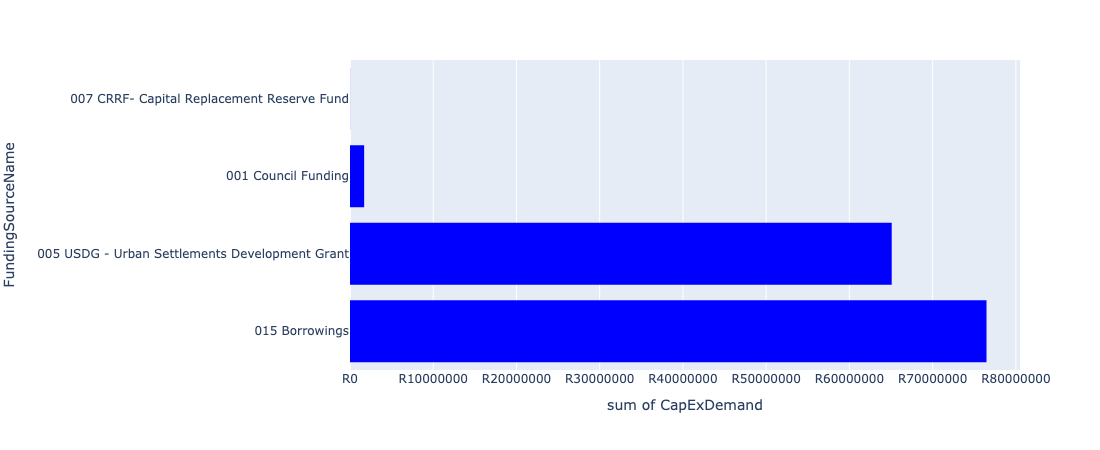 FundingSourceName
007 CRRF- Capital Replacement Reserve Fund
001 Council Funding
005 USDG - Urban Settlements Development Grant
015 Borrowings
R0 R10000000 R20000000 R30000000 R40000000 R50000000 R60000000 R70000000 R80000000
sum of CapExDemand